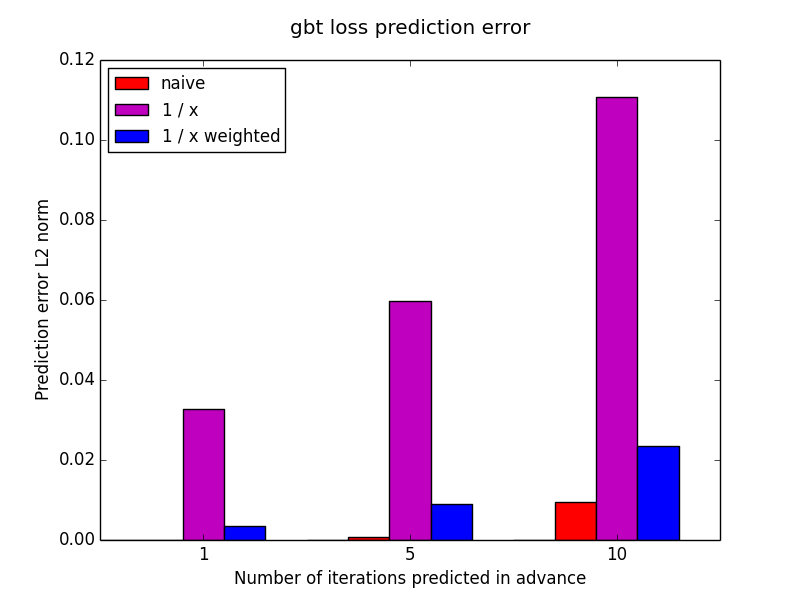 gbt loss prediction error
0.12
0.10
0.08
0.06
0.04
0.02
0.00
Prediction error L2 norm
naive
1 / x
1 / x weighted
1
5
10
Number of iterations predicted in advance